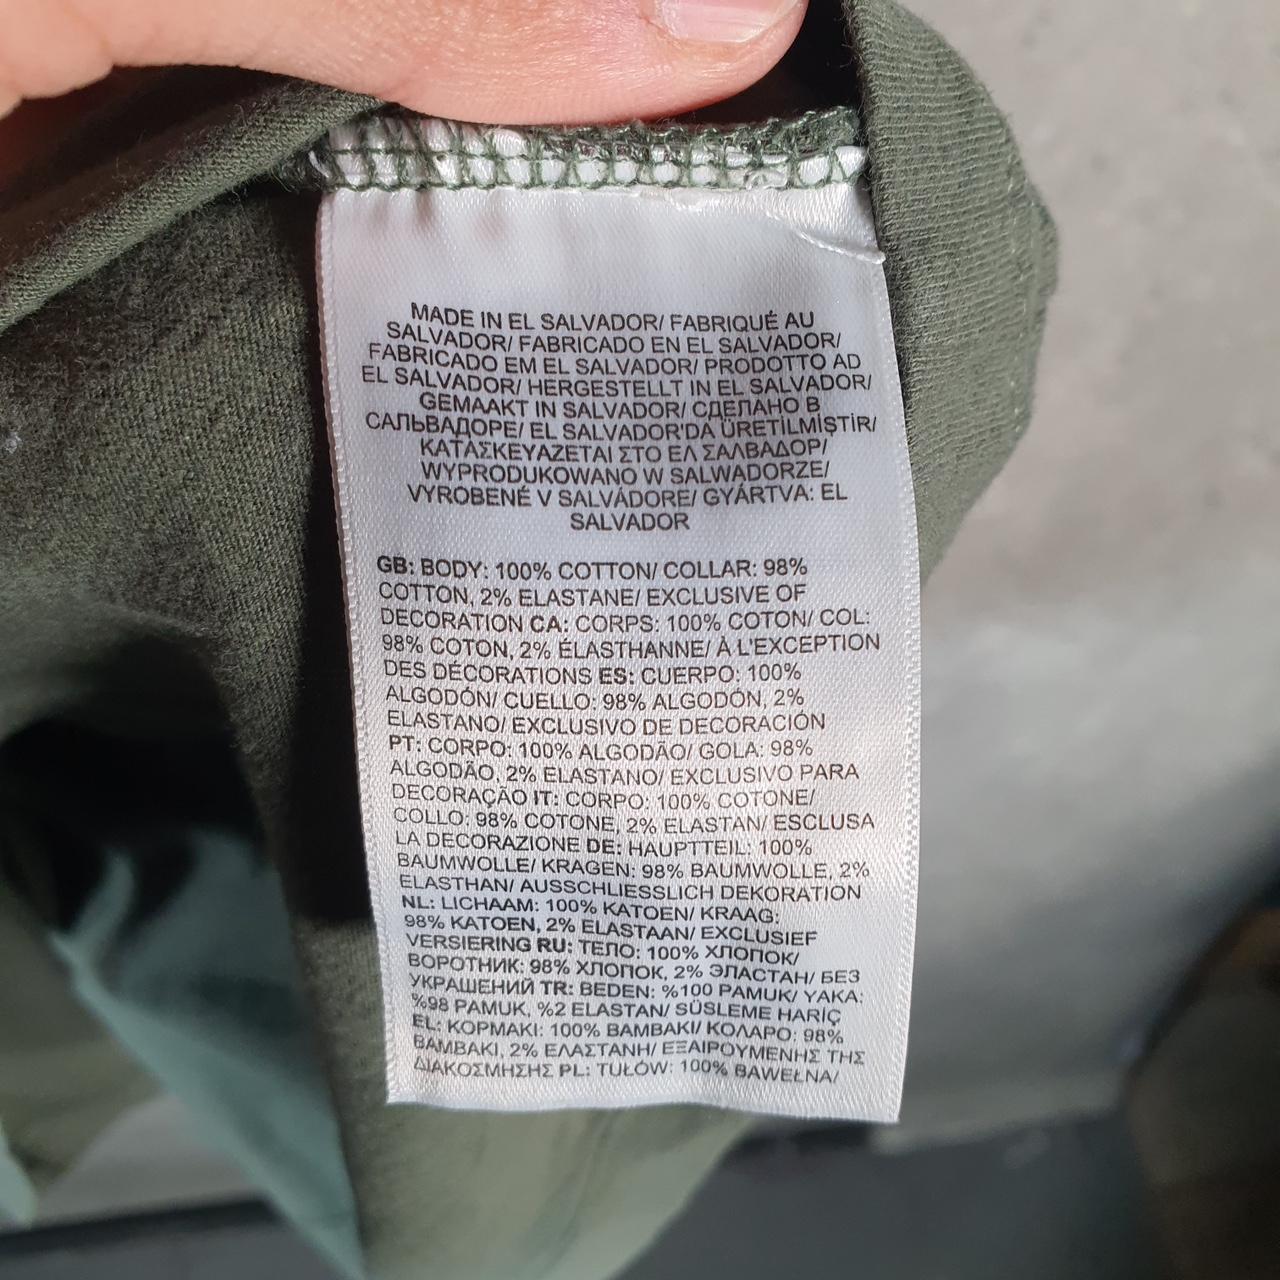 MADE IN EL SALVADOR/ FABRIQUÉ AU
SALVADOR/ FABRICADO EN EL SALVADOR/
FABRICADO EM EL SALVADOR/ PRODOTTO AD
EL SALVADOR/ HERGESTELLT IN EL SALVADOR/
GEMAAKT IN SALVADOR/ СДЕЛАНО В
САЛЬВАДОРЕ/ EL SALVADOR'DA ÜRETİLMİŞTİR/
ΚΑΤΑΣΚΕΥΑΖΕΤΑΙ ΣΤΟ ΕΛ ΣΑΛΒΑΔΟΡ/
WYPRODUKOWANO W SALWADORZE/
VYROBENÉ V SALVÁDORE/ GYÁRTVA: EL
SALVADOR
GB: BODY: 100% COTTON/ COLLAR: 98%
COTTON, 2% ELASTANE/ EXCLUSIVE OF
DECORATION CA: CORPS: 100% COTON/ COL:
98% COTON, 2% ÉLASTHANNE/ À L'EXCEPTION
DES DÉCORATIONS ES: CUERPO: 100%
ALGODÓN/ CUELLO: 98% ALGODÓN, 2%
ELASTANO/ EXCLUSIVO DE DECORACIÓN
PT: CORPO: 100% ALGODÃO/ GOLA: 98%
ALGODÃO, 2% ELASTANO/ EXCLUSIVO PARA
DECORAÇÃO IT: CORPO: 100% COTONE/
COLLO: 98% COTONE, 2% ELASTAN/ ESCLUSA
LA DECORAZIONE DE: HAUPTTEIL: 100%
BAUMWOLLE/ KRAGEN: 98% BAUMWOLLE, 2%
ELASTHAN/ AUSSCHLIESSLICH DEKORATION
NL: LICHAAM: 100% KATOEN/ KRAAG:
98% KATOEN, 2% ELASTAAN/ EXCLUSIEF
VERSIERING RU: ТЕЛО: 100% ХЛОПОК/
ВОРОТНИК: 98% ХЛОПОК, 2% ЭЛАСТАН/ БЕЗ
УКРАШЕНИЙ TR: BEDEN: %100 PAMUK/ YAKA:
%98 PAMUK, %2 ELASTAN/ SÜSLEME HARİÇ
EL: ΚΟΡΜΑΚΙ: 100% ΒΑΜΒΑΚΙ/ ΚΟΛΑΡΟ: 98%
ΒΑΜΒΑΚΙ, 2% ΕΛΑΣΤΑΝΗ/ ΕΞΑΙΡΟΥΜΕΝΗΣ ΤΗΣ
ΔΙΑΚΟΣΜΗΣΗΣ PL: TUŁÓW: 100% BAWEŁNA/